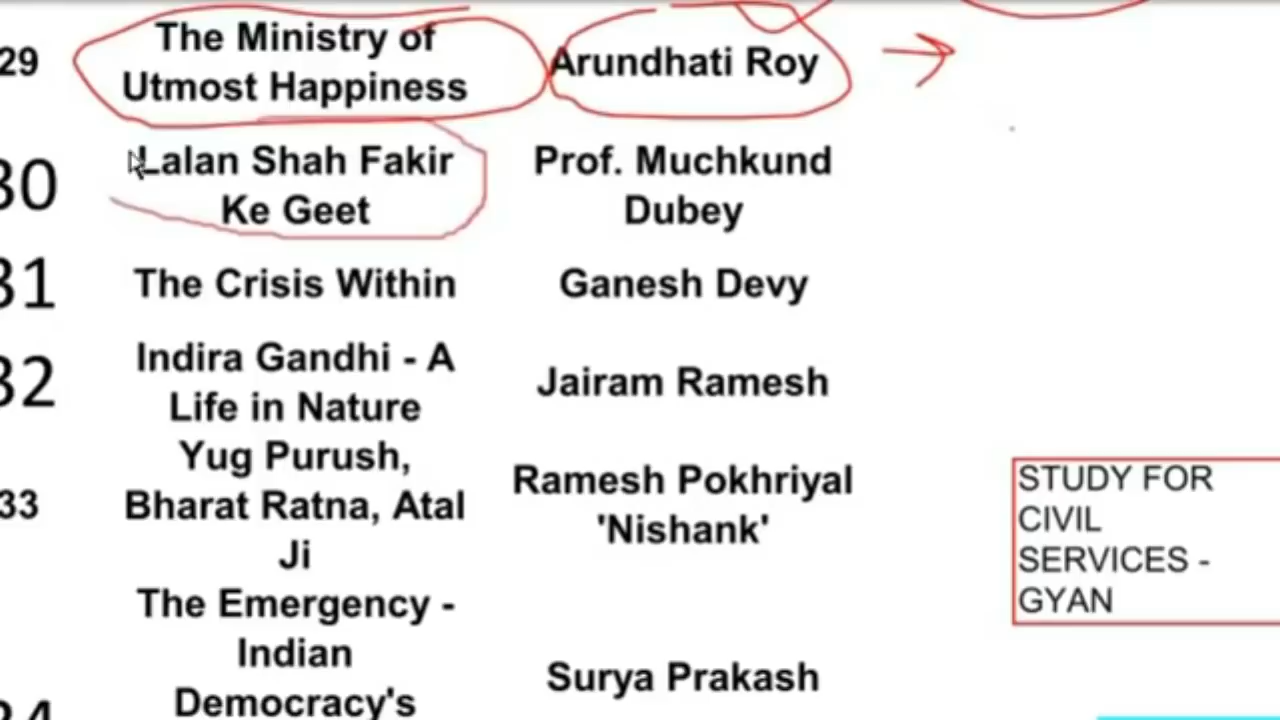 29
The Ministry of
Utmost Happiness
Arundhati Roy
30
Lalan Shah Fakir
Ke Geet
Prof. Muchkund
Dubey
31
The Crisis Within
Ganesh Devy
32
Indira Gandhi - A
Life in Nature
Jairam Ramesh
33
Yug Purush,
Bharat Ratna, Atal
Ji
Ramesh Pokhriyal
'Nishank'
The Emergency -
Indian
Democracy's
Surya Prakash
STUDY FOR
CIVIL
SERVICES -
GYAN